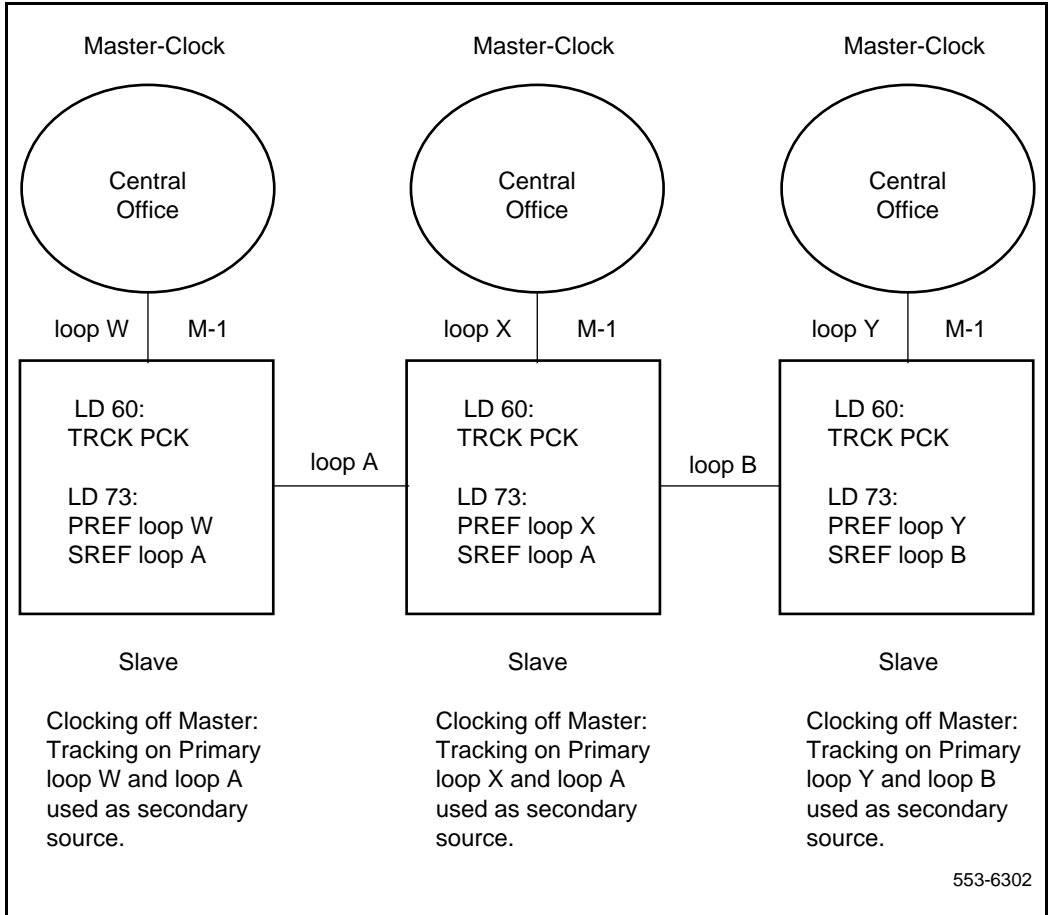 Master-Clock
Master-Clock
Master-Clock
Central
Office
Central
Office
Central
Office
loop W
M-1
loop X
M-1
loop Y
M-1
LD 60:
TRCK PCK
LD 73:
PREF loop W
SREF loop A
loop A
LD 60:
TRCK PCK
LD 73:
PREF loop X
SREF loop A
loop B
LD 60:
TRCK PCK
LD 73:
PREF loop Y
SREF loop B
Slave
Slave
Slave
Clocking off Master:
Tracking on Primary
loop W and loop A
used as secondary
source.
Clocking off Master:
Tracking on Primary
loop X and loop A
used as secondary
source.
Clocking off Master:
Tracking on Primary
loop Y and loop B
used as secondary
source.
553-6302